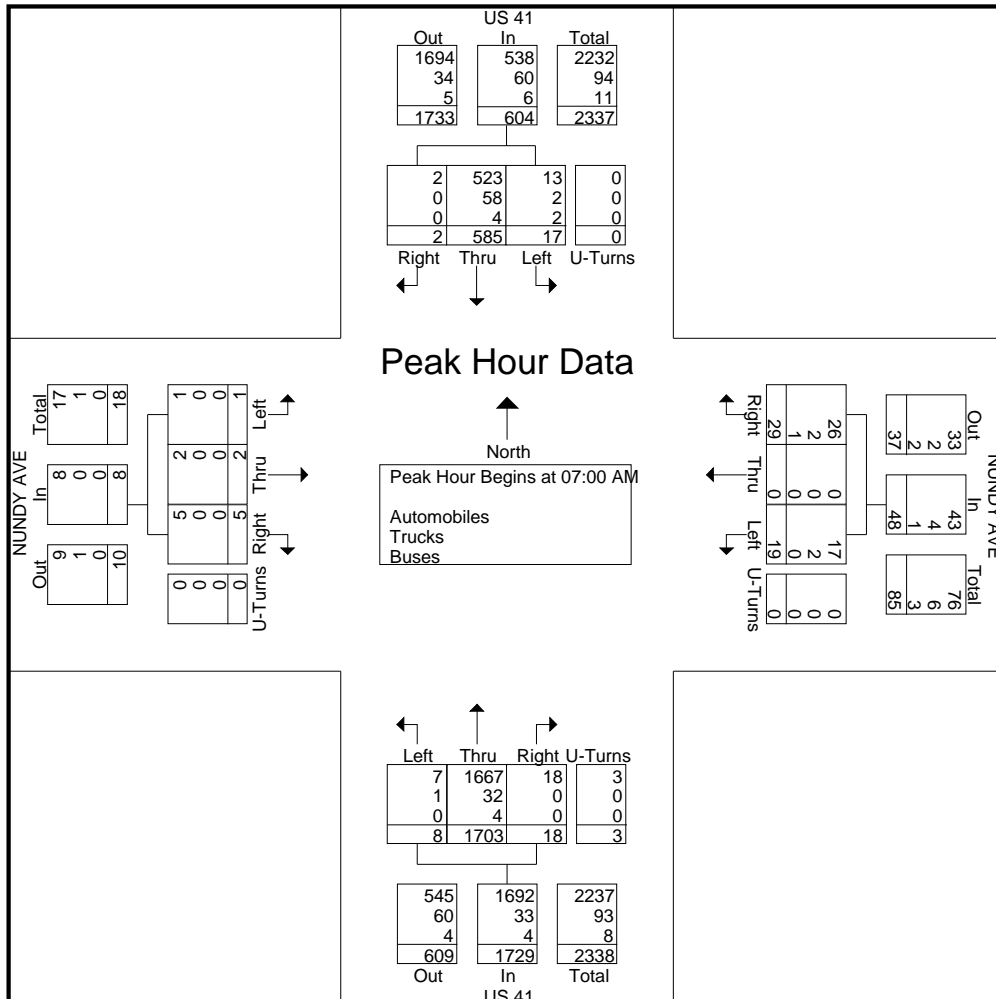 US 41
Out In Total
1694 538 2232
34 60 94
5 6 11
1733 604 2337
2 523 13 0
0 58 2 0
0 4 2 0
2 585 17 0
Right Thru Left U-Turns
Peak Hour Data
North
Peak Hour Begins at 07:00 AM
Automobiles
Trucks
Buses
NUNDY AVE
Out In Total
9 8 17
1 0 1
0 0 0
10 8 18
U-Turns Right Thru Left
0 5 2 1
0 0 0 0
0 0 0 0
0 5 2 1
NUNDY AVE
Out In Total
33 43 76
2 4 6
2 1 3
37 48 85
Right Thru Left U-Turns
26 0 17 0
2 0 2 0
1 0 0 0
29 0 19 0
Left Thru Right U-Turns
7 1667 18 3
1 32 0 0
0 4 0 0
8 1703 18 3
545 1692 2237
60 33 93
4 4 8
609 1729 2338
Out In Total
US 41